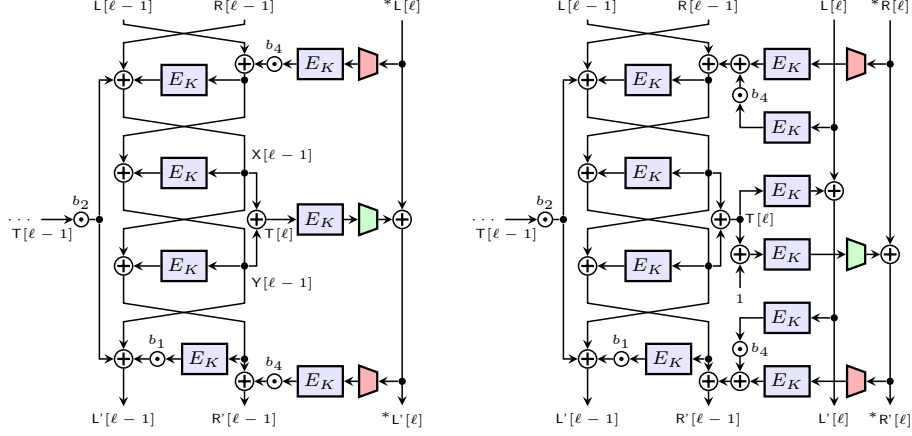 L[ℓ − 1] R[ℓ − 1] *L[ℓ] L[ℓ − 1] R[ℓ − 1] L[ℓ] *R[ℓ]
b₄ E_K
E_K
E_K
b₄
E_K
E_K
X[ℓ − 1]
E_K
E_K
E_K
b₂
··· T[ℓ − 1]
T[ℓ]
E_K
b₂
··· T[ℓ − 1]
T[ℓ]
E_K
E_K
Y[ℓ − 1]
E_K
1
E_K
b₁ E_K
b₄ E_K
b₁ E_K
b₄
E_K
L'[ℓ − 1] R'[ℓ − 1] *L'[ℓ] L'[ℓ − 1] R'[ℓ − 1] L'[ℓ] *R'[ℓ]